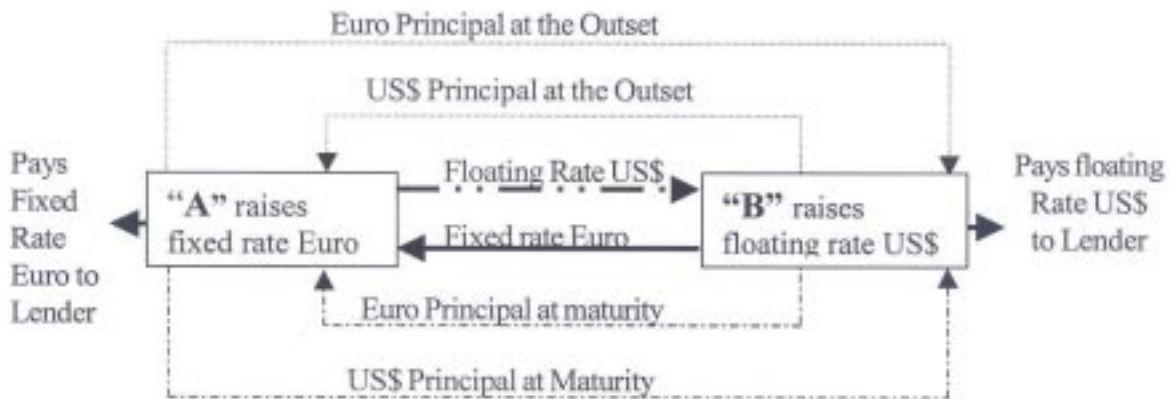 Euro Principal at the Outset
US$ Principal at the Outset
Pays
Fixed
Rate
Euro to
Lender
"A" raises
fixed rate Euro
Floating Rate US$
Fixed rate Euro
"B" raises
floating rate US$
Pays floating
Rate US$
to Lender
Euro Principal at maturity
US$ Principal at Maturity